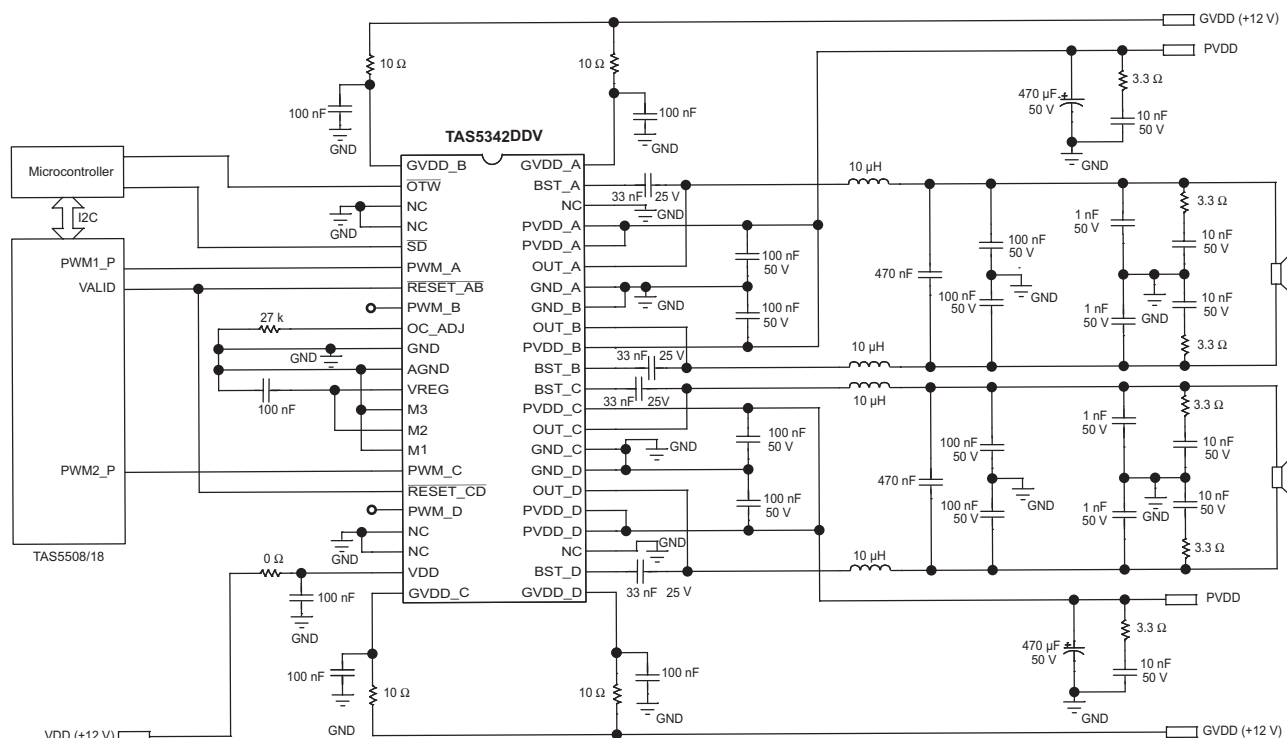 GVDD (+12 V)
PVDD
10 Ω
10 Ω
3.3 Ω
470 µF
50 V
10 nF
50 V
100 nF
GND
100 nF
GND
GND
TAS5342DDV
Microcontroller
I2C
PWM1_P
VALID
PWM2_P
TAS5508/18
GVDD_B
OTW
NC
NC
SD
PWM_A
RESET_AB
PWM_B
OC_ADJ
GND
AGND
VREG
M3
M2
M1
PWM_C
RESET_CD
PWM_D
NC
NC
VDD
GVDD_C
GVDD_A
BST_A
NC
PVDD_A
PVDD_A
OUT_A
GND_A
GND_B
OUT_B
PVDD_B
BST_B
BST_C
PVDD_C
OUT_C
GND_C
GND_D
OUT_D
PVDD_D
PVDD_D
NC
BST_D
GVDD_D
GND
27 k
GND
100 nF
GND
0 Ω
100 nF
GND
33 nF 25 V
GND
100 nF
50 V
GND
100 nF
50 V
33 nF 25 V
33 nF 25V
GND
100 nF
50 V
100 nF
50 V
GND
33 nF 25 V
10 µH
10 µH
10 µH
10 µH
470 nF
100 nF
50 V
GND
100 nF
50 V
1 nF
50 V
GND
1 nF
50 V
3.3 Ω
10 nF
50 V
10 nF
50 V
3.3 Ω
470 nF
100 nF
50 V
GND
100 nF
50 V
1 nF
50 V
GND
1 nF
50 V
3.3 Ω
10 nF
50 V
10 nF
50 V
3.3 Ω
PVDD
3.3 Ω
470 µF
50 V
10 nF
50 V
GND
100 nF
10 Ω
GND
10 Ω
100 nF
GND
VDD (+12 V)
GVDD (+12 V)